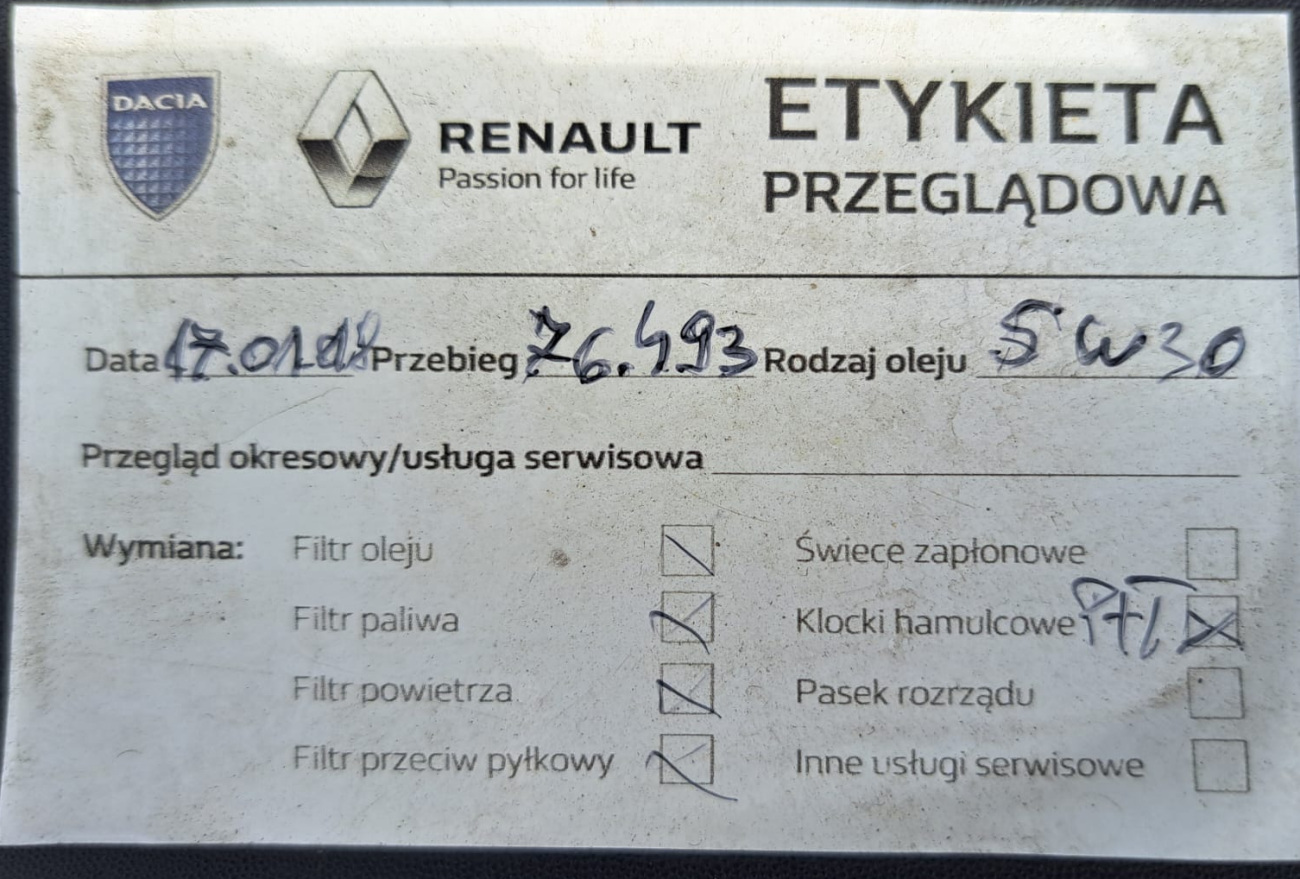 DACIA
RENAULT
Passion for life
ETYKIETA
PRZEGLĄDOWA
Data 17.01.18 Przebieg 76.493 Rodzaj oleju 5W30
Przegląd okresowy/usługa serwisowa
Wymiana: Filtr oleju Świece zapłonowe
Filtr paliwa Klocki hamulcowe P+T
Filtr powietrza Pasek rozrządu
Filtr przeciw pyłkowy Inne usługi serwisowe